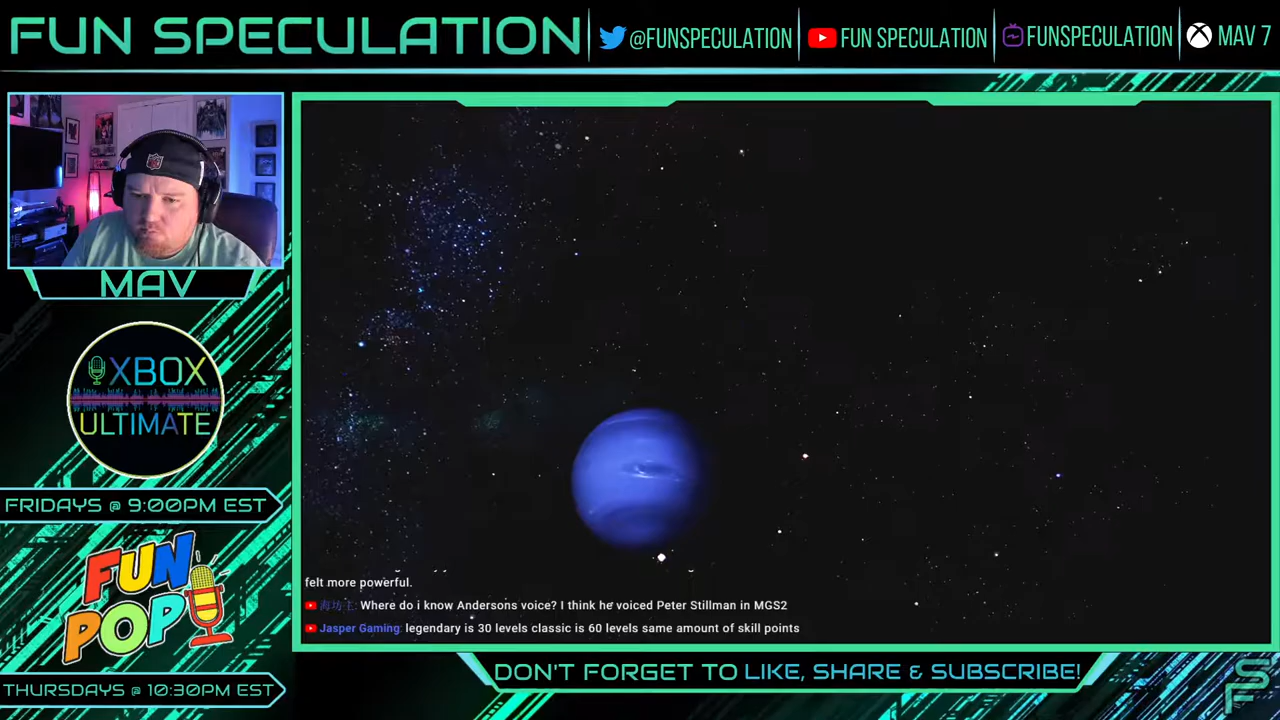 FUN SPECULATION
@FUNSPECULATION
FUN SPECULATION
FUNSPECULATION
MAV 7
MAV
XBOX
ULTIMATE
FRIDAYS @ 9:00PM EST
FUN
POP
THURSDAYS @ 10:30PM EST
felt more powerful.
Where do i know Andersons voice? I think he voiced Peter Stillman in MGS2
Jasper Gaming: legendary is 30 levels classic is 60 levels same amount of skill points
DON'T FORGET TO LIKE, SHARE & SUBSCRIBE!
SF